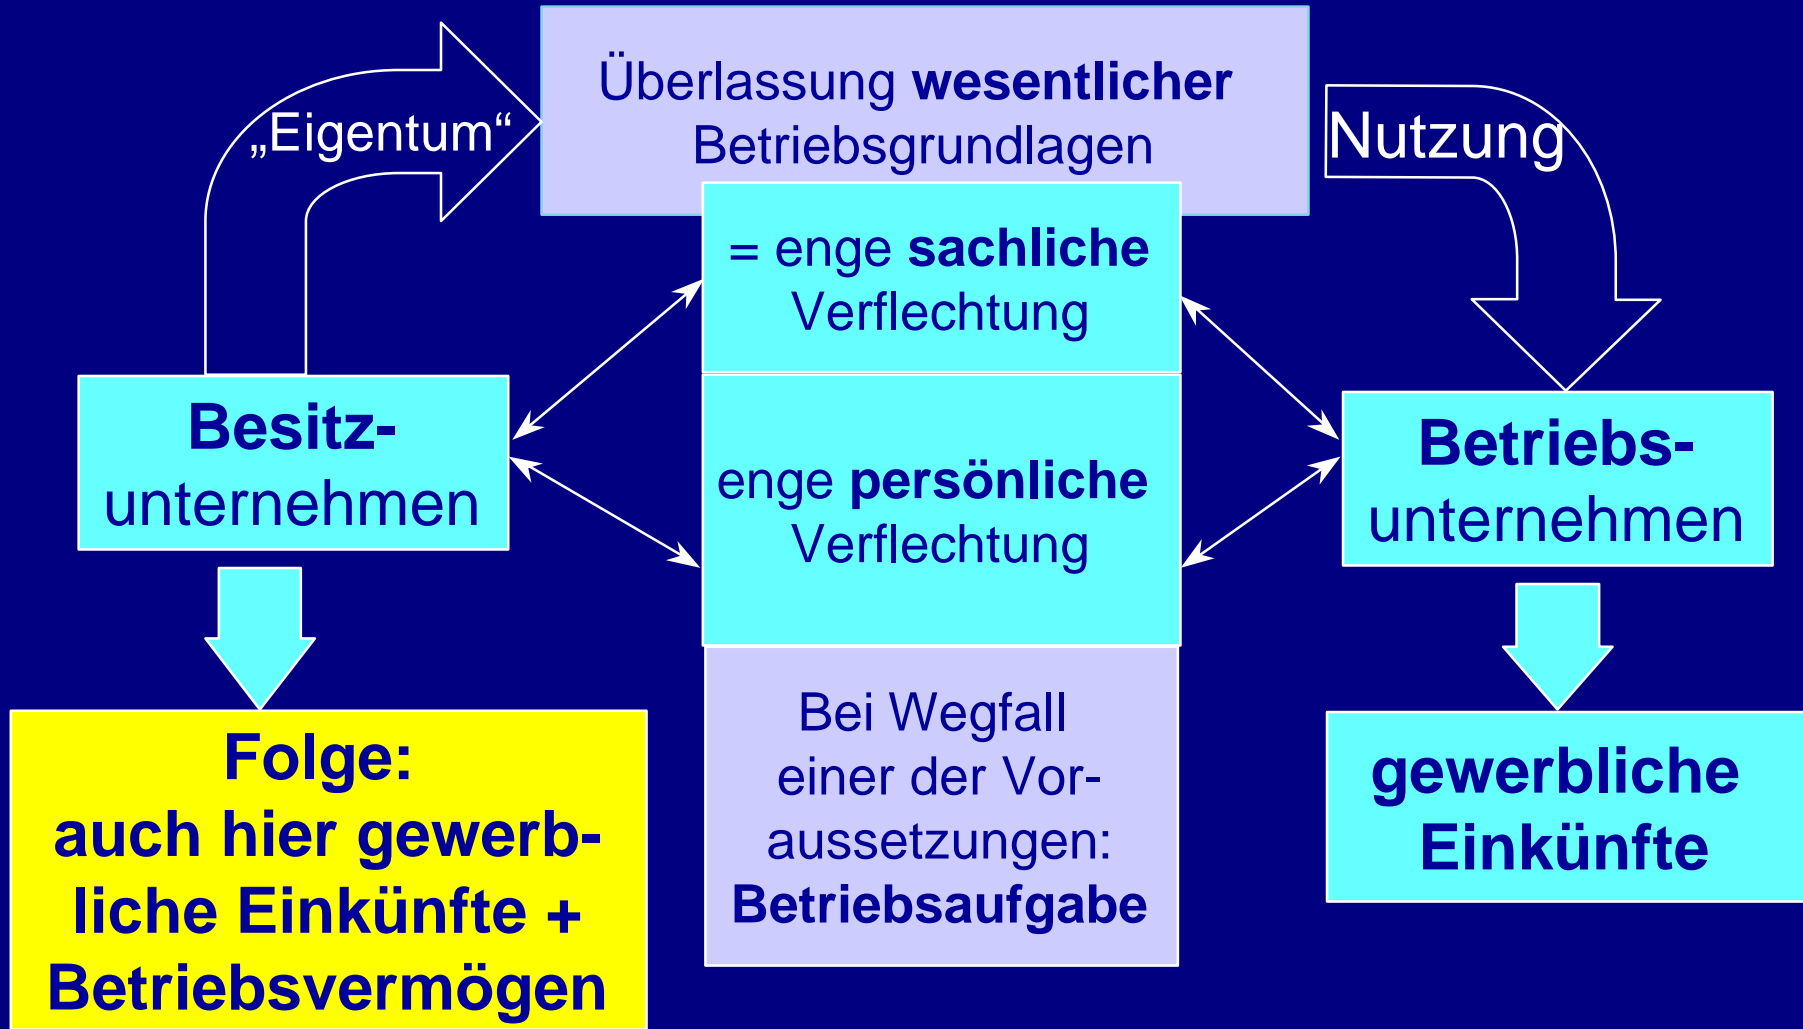 „Eigentum“
Überlassung wesentlicher
Betriebsgrundlagen
Nutzung
= enge sachliche
Verflechtung
Besitz-
unternehmen
enge persönliche
Verflechtung
Betriebs-
unternehmen
Folge:
auch hier gewerb-
liche Einkünfte +
Betriebsvermögen
Bei Wegfall
einer der Vor-
aussetzungen:
Betriebsaufgabe
gewerbliche
Einkünfte